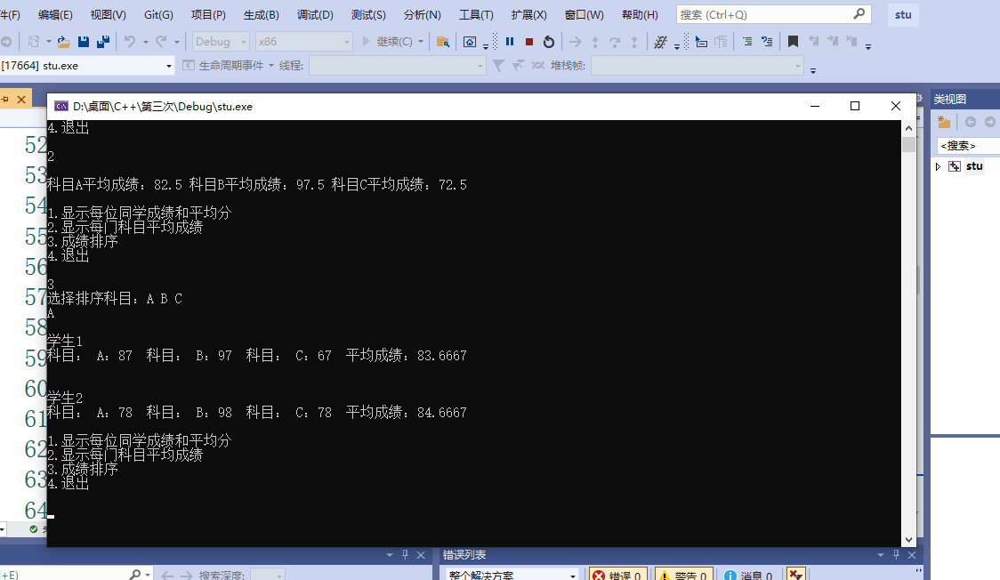 件(F) 编辑(E) 视图(V) Git(G) 项目(P) 生成(B) 调试(D) 测试(S) 分析(N) 工具(T) 扩展(X) 窗口(W) 帮助(H) 搜索 (Ctrl+Q) stu
Debug x86 继续(C)
[17664] stu.exe 生命周期事件 线程: 堆栈帧:
D:\桌面\C++\第三次\Debug\stu.exe
类视图
<搜索>
stu
52
53
54
55
56
57
58
59
60
61
62
63
64
4.退出
2
科目A平均成绩：82.5 科目B平均成绩：97.5 科目C平均成绩：72.5
1.显示每位同学成绩和平均分
2.显示每门科目平均成绩
3.成绩排序
4.退出
3
选择排序科目：A B C
A
学生1
科目： A：87 科目： B：97 科目： C：67 平均成绩：83.6667
学生2
科目： A：78 科目： B：98 科目： C：78 平均成绩：84.6667
1.显示每位同学成绩和平均分
2.显示每门科目平均成绩
3.成绩排序
4.退出
错误列表
+E) 搜索深度: 整个解决方案 错误 0 警告 0 消息 0